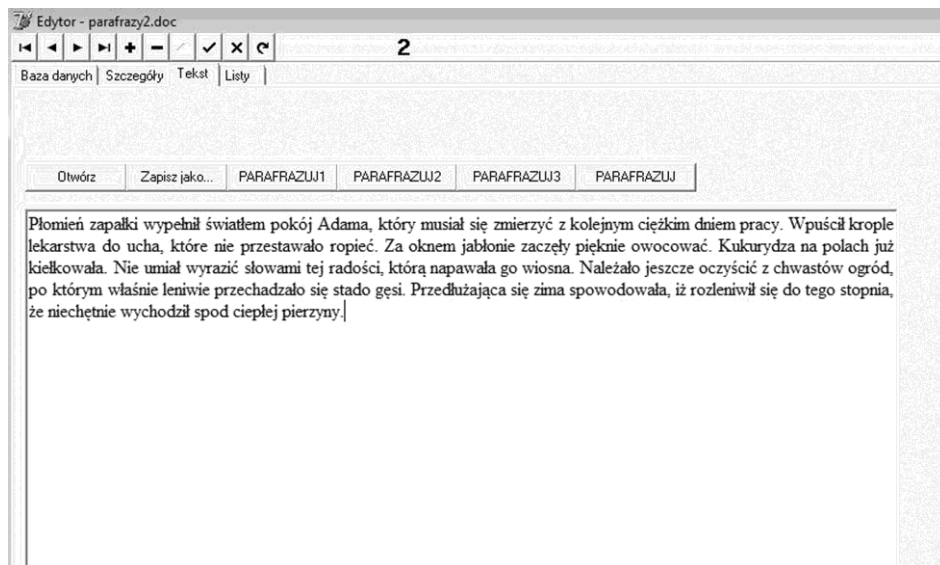 Edytor - parafrazy2.doc
2
Baza danych Szczegóły Tekst Listy
Otwórz Zapisz jako... PARAFRAZUJ1 PARAFRAZUJ2 PARAFRAZUJ3 PARAFRAZUJ
Płomień zapałki wypełnił światłem pokój Adama, który musiał się zmierzyć z kolejnym ciężkim dniem pracy. Wpuścił krople
lekarstwa do ucha, które nie przestawało ropieć. Za oknem jabłonie zaczęły pięknie owocować. Kukurydza na polach już
kiełkowała. Nie umiał wyrazić słowami tej radości, którą napawała go wiosna. Należało jeszcze oczyścić z chwastów ogród,
po którym właśnie leniwie przechadzało się stado gęsi. Przedłużająca się zima spowodowała, iż rozleniwił się do tego stopnia,
że niechętnie wychodził spod ciepłej pierzyny.